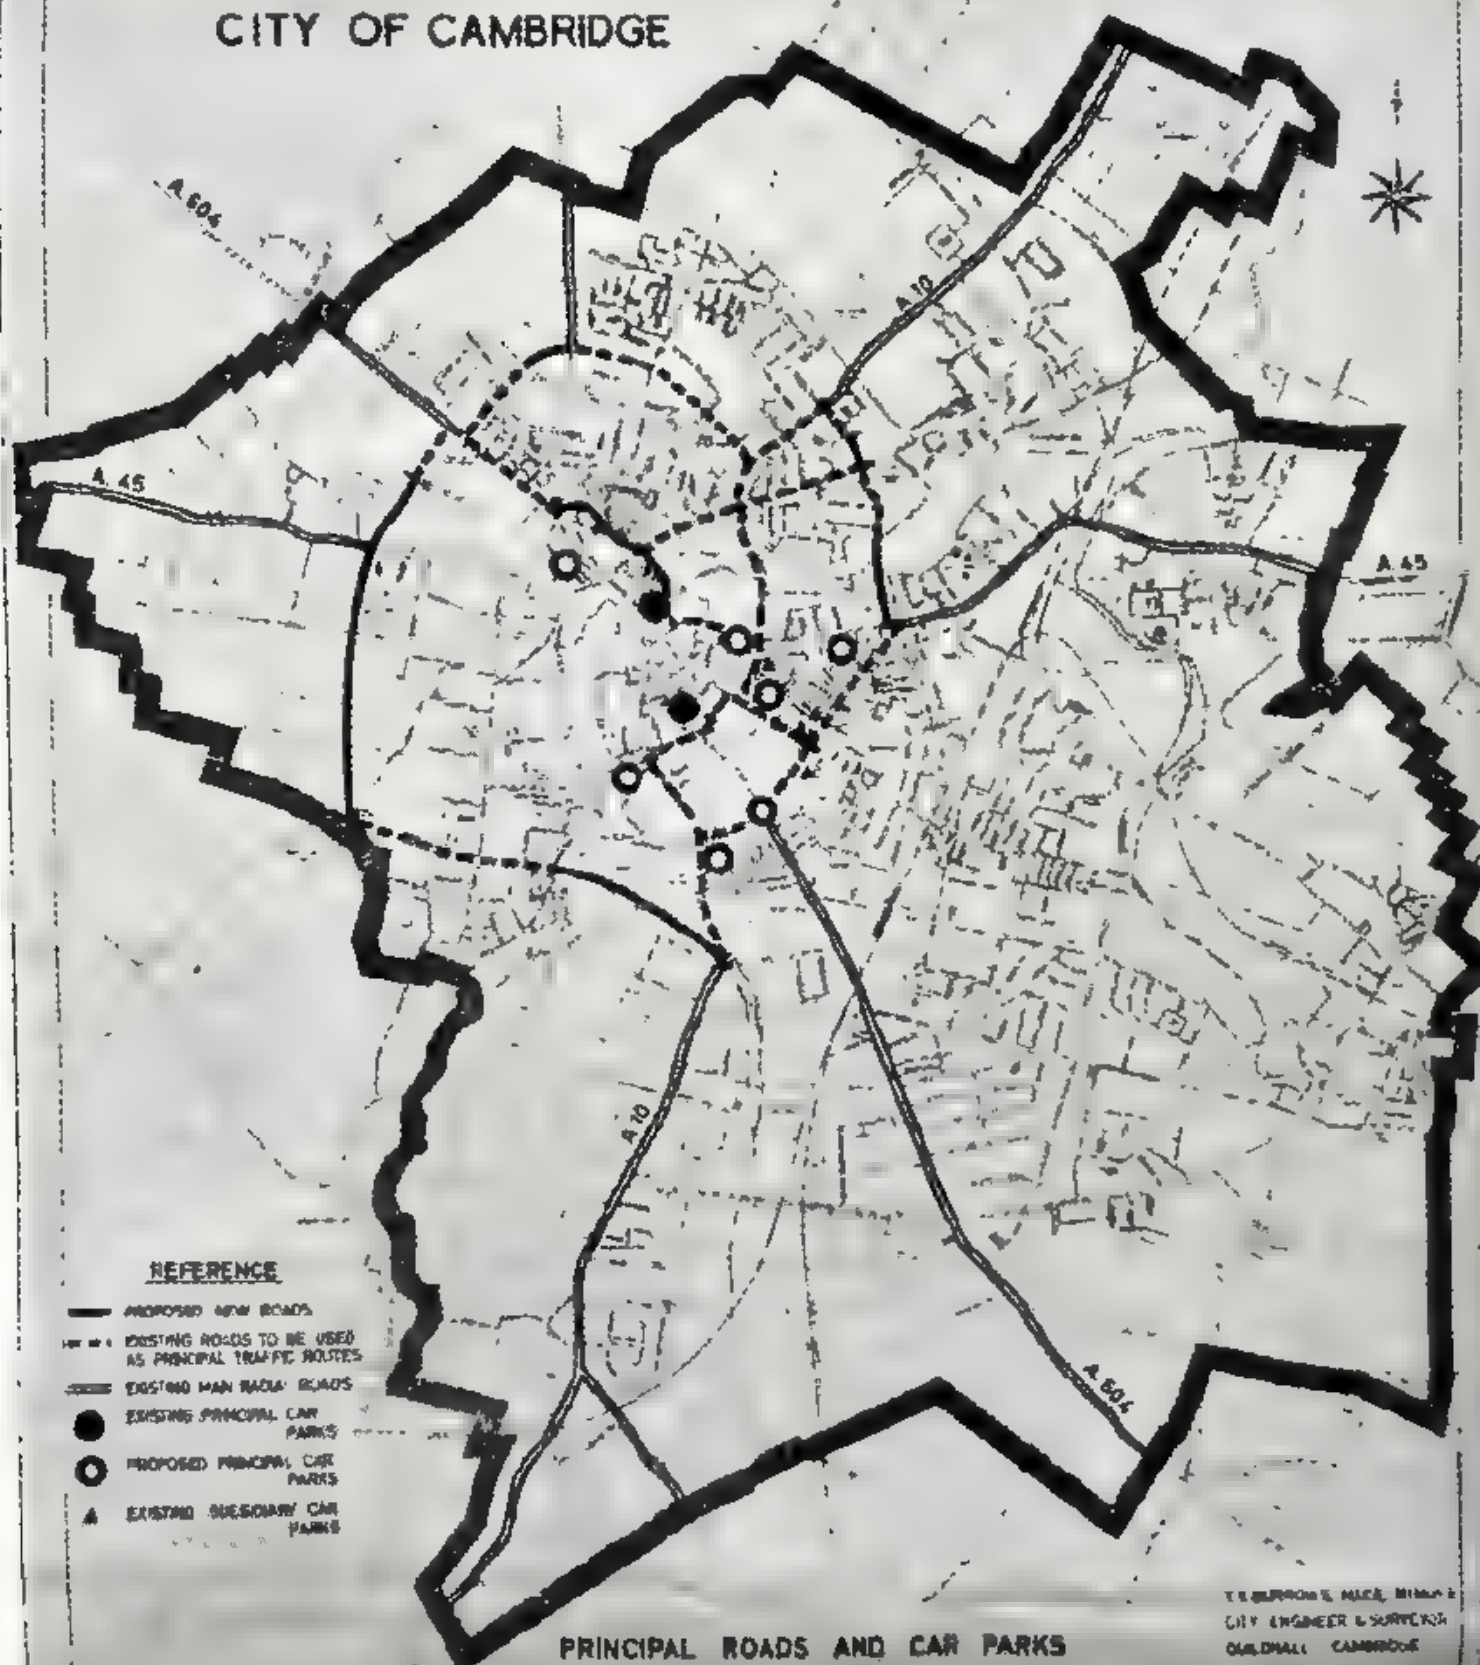 CITY OF CAMBRIDGE
A.604
A.10
A.45
A.45
A.10
A.604
REFERENCE
PROPOSED NEW ROADS
EXISTING ROADS TO BE USED
AS PRINCIPAL TRAFFIC ROUTES
EXISTING MAIN RADIAL ROADS
EXISTING PRINCIPAL CAR
PARKS
PROPOSED PRINCIPAL CAR
PARKS
EXISTING SUBSIDIARY CAR
PARKS
CITY ENGINEER & SURVEYOR
GUILDHALL CAMBRIDGE
PRINCIPAL ROADS AND CAR PARKS